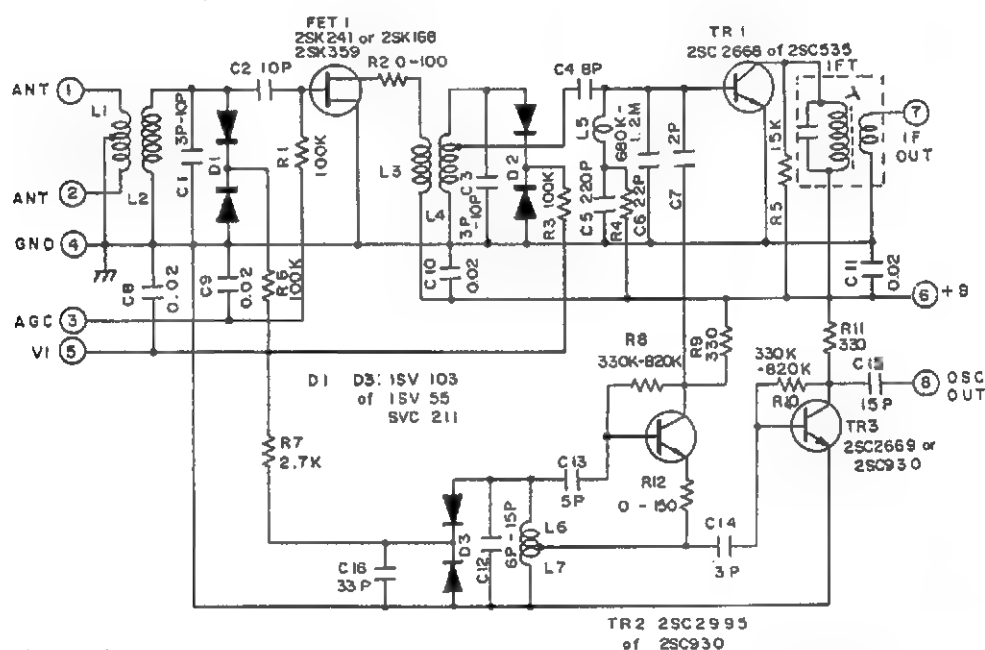 FET 1
2SK241 or 2SK168
2SK359
R2 0-100
TR 1
2SC 2668 of 2SC535
C2 10P
C4 8P
1FT
ANT 1
L1
3P-10P
C1
D1
R1
100K
L5
680K-
1.2M
2P
15K
7
IF
OUT
ANT 2
L2
L3
L4
3P-10P
C3
D2
R3 100K
C5 220P
R4
C6 22P
C7
R5
GND 4
C8
0.02
C9
0.02
R6
100K
C10
0.02
C11
0.02
6 +9
AGC 3
V1 5
R8
330K-820K
R9
330
330K
-820K
R10
R11
330
C15
15P
8 OSC
OUT
D1 D3: 1SV 103
of 1SV 55
SVC 211
TR3
2SC2669 or
2SC930
R7
2.7K
C13
5P
R12
0-150
C14
3P
C16
33P
D3
C12
6P-15P
L6
L7
TR2 2SC2995
of 2SC930